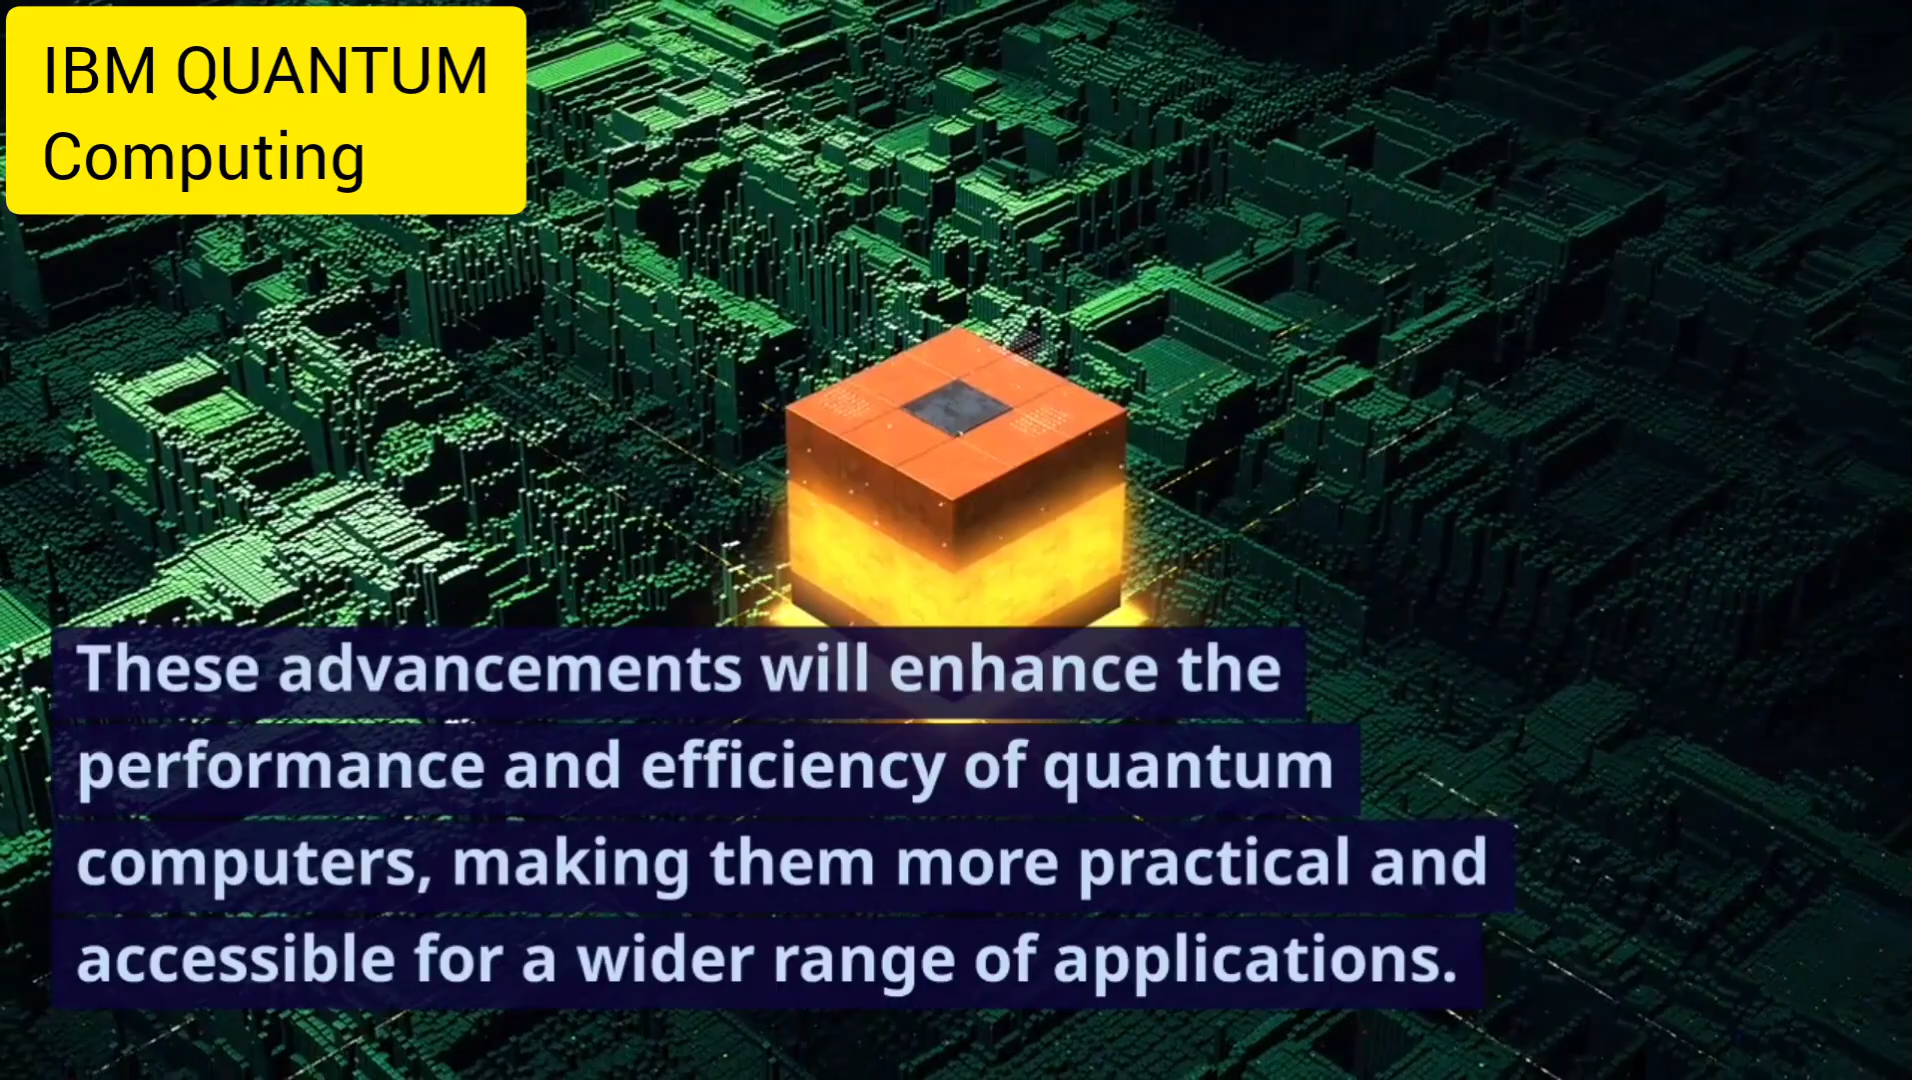 IBM QUANTUM
Computing
These advancements will enhance the
performance and efficiency of quantum
computers, making them more practical and
accessible for a wider range of applications.